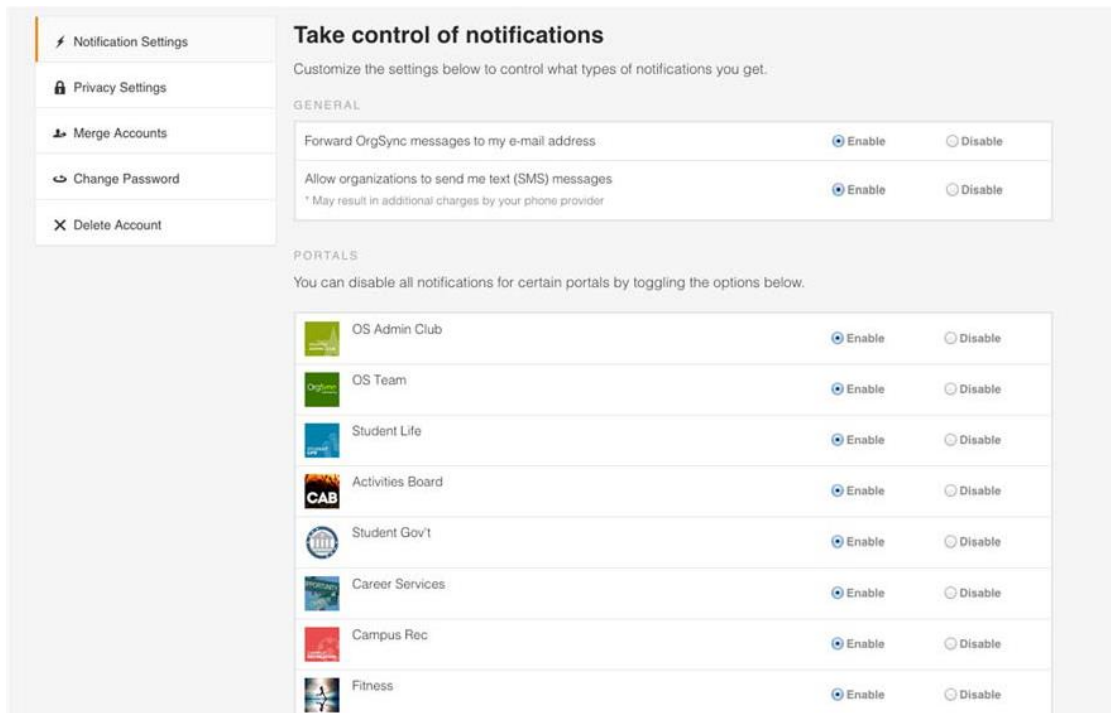 Notification Settings
Privacy Settings
Merge Accounts
Change Password
Delete Account
Take control of notifications
Customize the settings below to control what types of notifications you get.
GENERAL
Forward OrgSync messages to my e-mail address Enable Disable
Allow organizations to send me text (SMS) messages
* May result in additional charges by your phone provider
Enable Disable
PORTALS
You can disable all notifications for certain portals by toggling the options below.
OS Admin Club Enable Disable
OrgSync
OS Team Enable Disable
Student Life Enable Disable
CAB
Activities Board Enable Disable
Student Gov't Enable Disable
Career Services Enable Disable
Campus Rec Enable Disable
Fitness Enable Disable